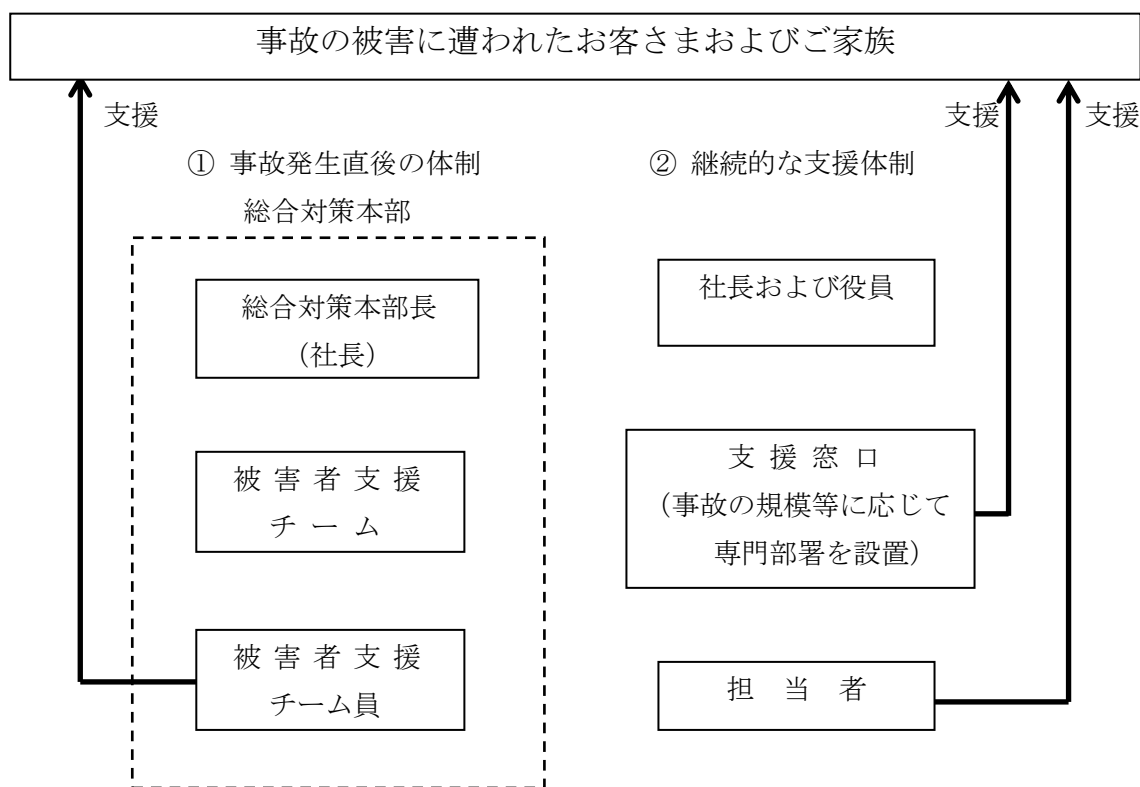 事故の被害に遭われたお客さまおよびご家族
支援
支援
支援
① 事故発生直後の体制
総合対策本部
総合対策本部長
(社長)
被害者支援
チーム
被害者支援
チーム員
② 継続的な支援体制
社長および役員
支援窓口
(事故の規模等に応じて
専門部署を設置)
担当者